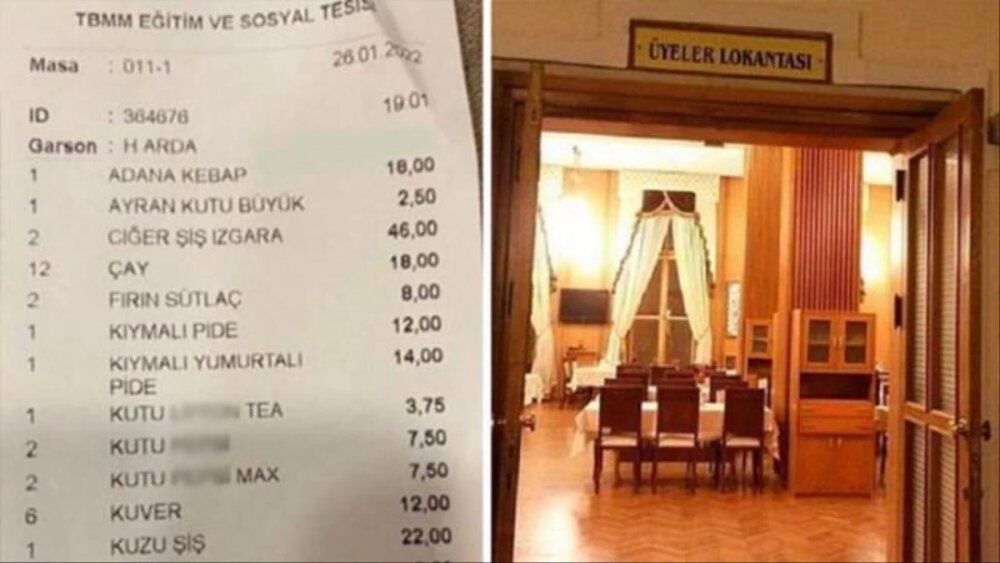 TBMM EĞİTİM VE SOSYAL TESİS
Masa : 011-1 26.01.2022
ID : 364676 19:01
Garson : H ARDA
1 ADANA KEBAP 18,00
1 AYRAN KUTU BÜYÜK 2,50
2 CİĞER ŞİŞ IZGARA 46,00
12 ÇAY 18,00
2 FIRIN SÜTLAÇ 8,00
1 KIYMALI PİDE 12,00
1 KIYMALI YUMURTALI 14,00
PİDE
1 KUTU TEA 3,75
2 KUTU 7,50
2 KUTU MAX 7,50
6 KUVER 12,00
1 KUZU ŞİŞ 22,00
ÜYELER LOKANTASI